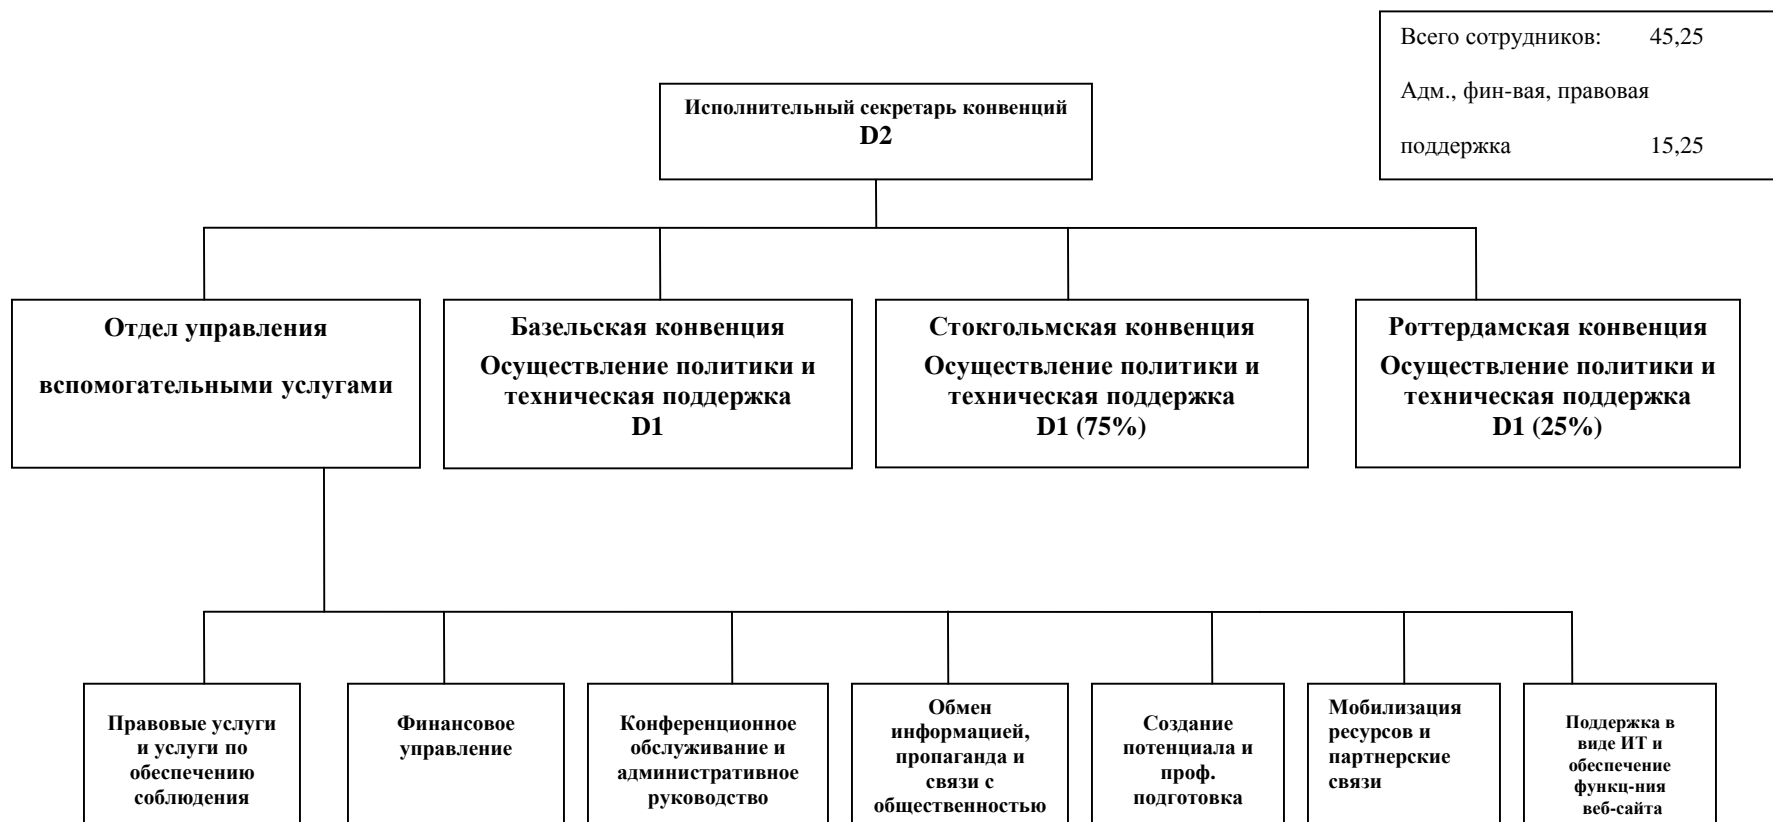 Всего сотрудников: 45,25
Адм., фин-вая, правовая
поддержка 15,25
Исполнительный секретарь конвенций
D2
Отдел управления
вспомогательными услугами
Базельская конвенция
Осуществление политики и
техническая поддержка
D1
Стокгольмская конвенция
Осуществление политики и
техническая поддержка
D1 (75%)
Роттердамская конвенция
Осуществление политики и
техническая поддержка
D1 (25%)
Правовые услуги
и услуги по
обеспечению
соблюдения
Финансовое
управление
Конференционное
обслуживание и
административное
руководство
Обмен
информацией,
пропаганда и
связи с
общественностью
Создание
потенциала и
проф.
подготовка
Мобилизация
ресурсов и
партнерские
связи
Поддержка в
виде ИТ и
обеспечение
функц-ния
веб-сайта